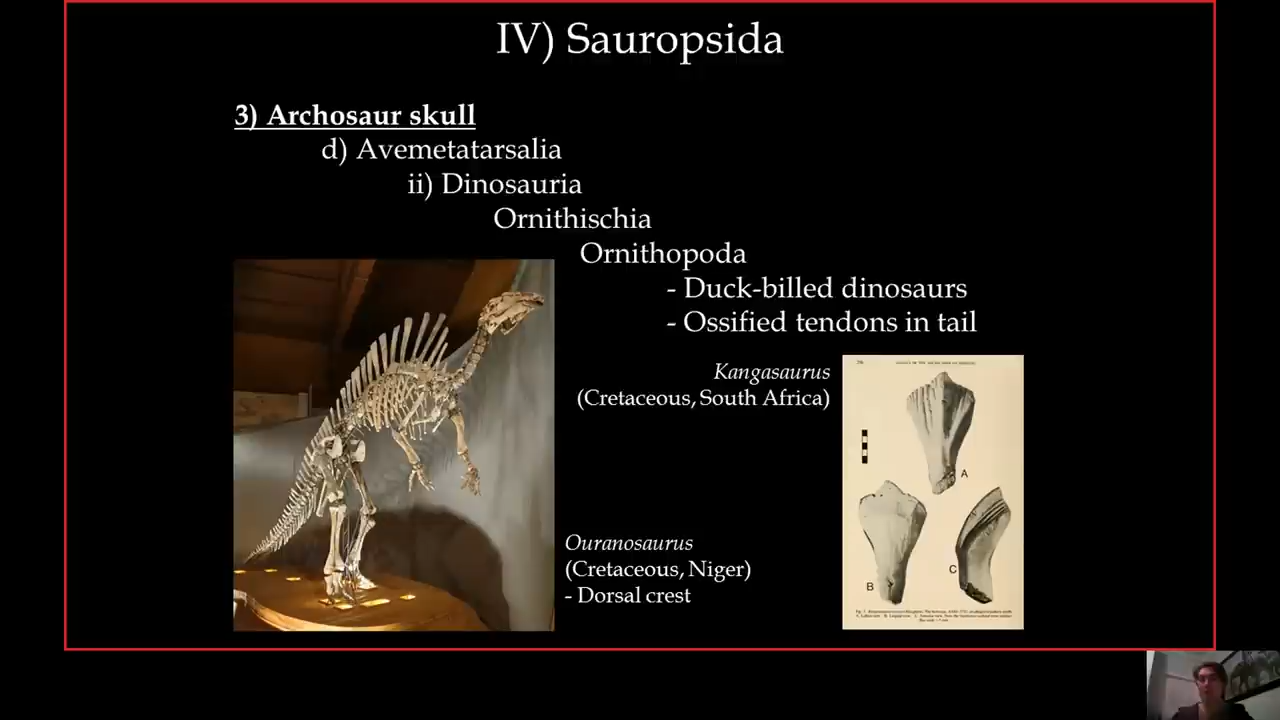 IV) Sauropsida
3) Archosaur skull
d) Avemetatarsalia
ii) Dinosauria
Ornithischia
Ornithopoda
- Duck-billed dinosaurs
- Ossified tendons in tail
Kangasaurus
(Cretaceous, South Africa)
A
B
C
Ouranosaurus
(Cretaceous, Niger)
- Dorsal crest